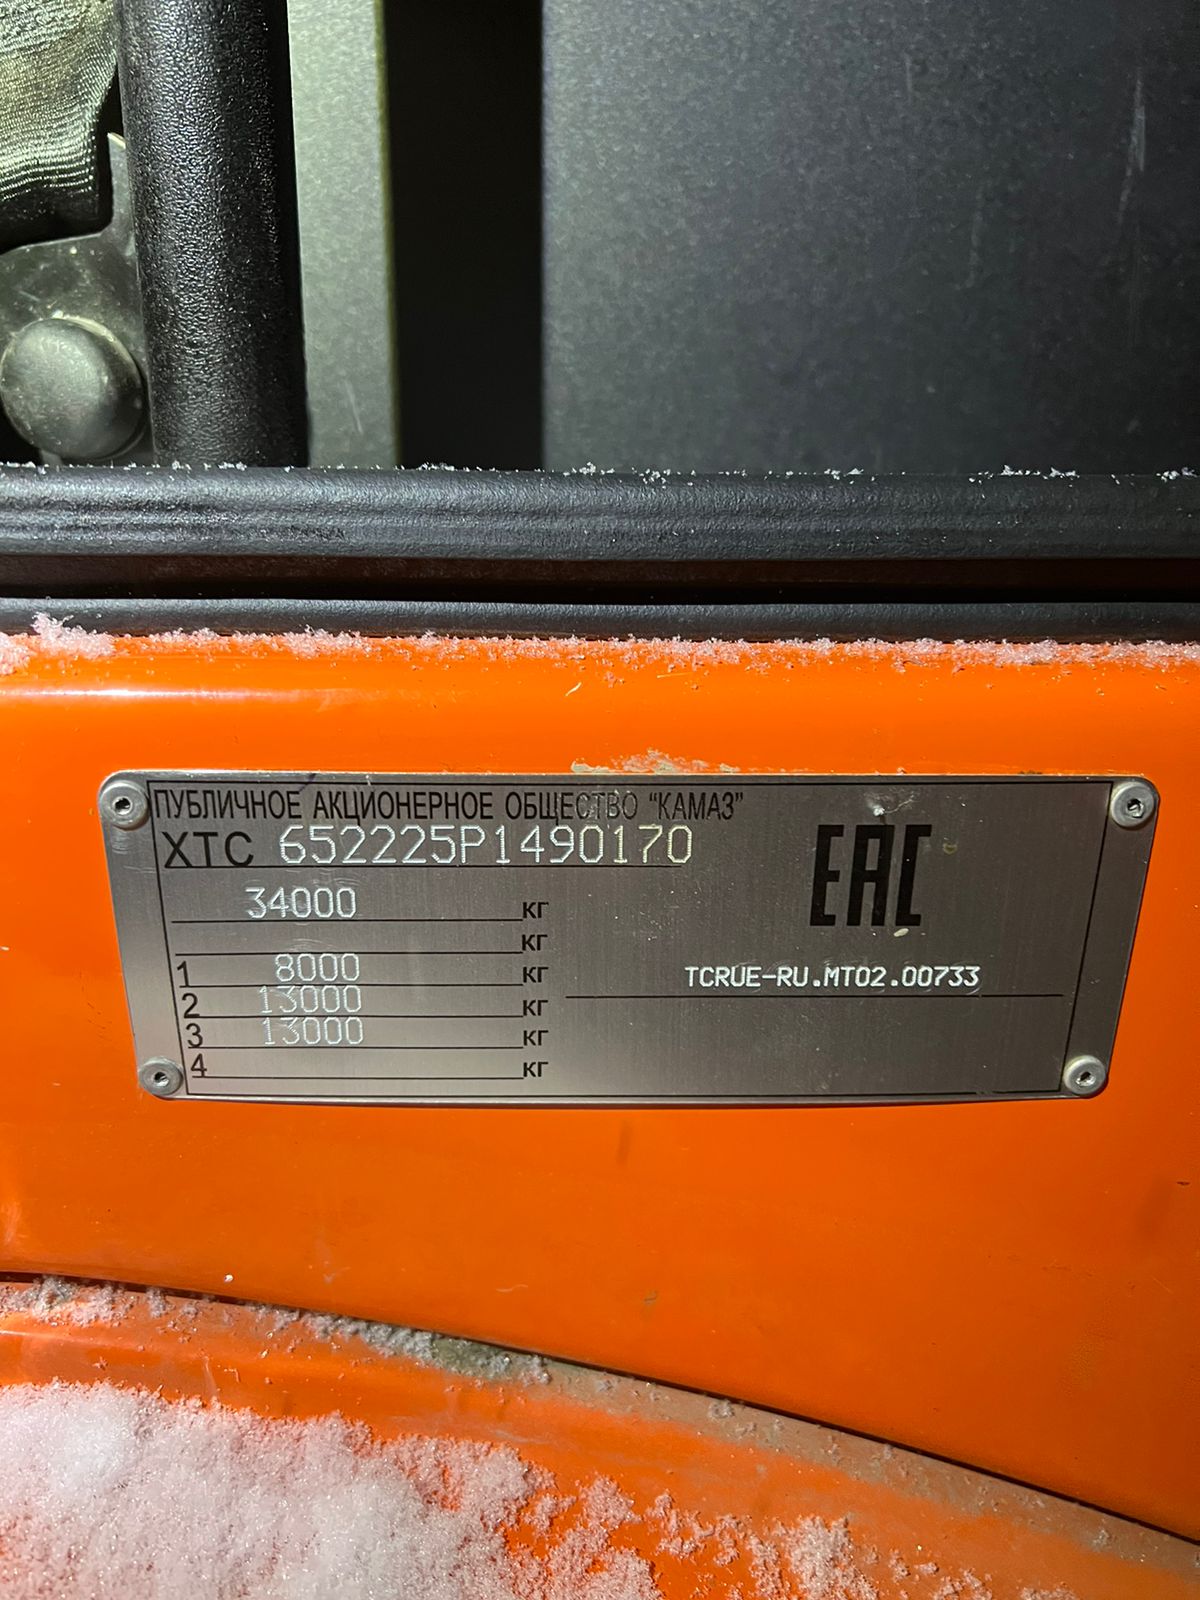 ПУБЛИЧНОЕ АКЦИОНЕРНОЕ ОБЩЕСТВО "КАМАЗ"
XTC 652225P1490170
EAC
34000 КГ
КГ
1 8000 КГ
TCRUE-RU.MT02.00733
2 13000 КГ
3 13000 КГ
4 КГ